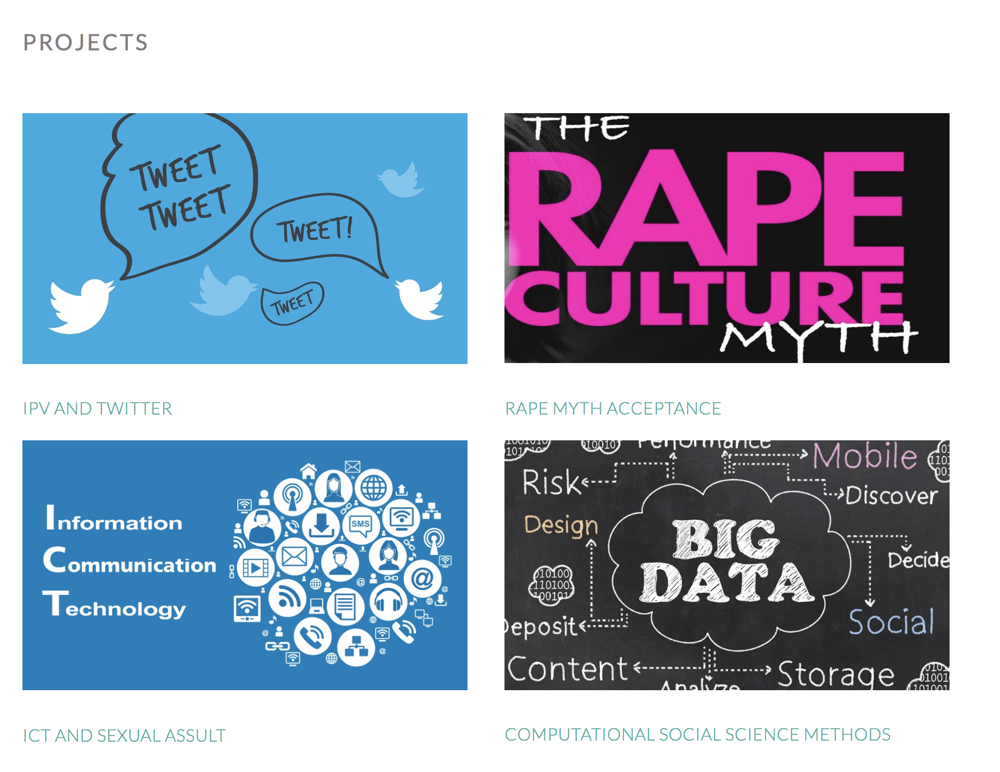 PROJECTS
TWEET
TWEET
TWEET!
TWEET
THE
RAPE
CULTURE
MYTH
IPV AND TWITTER
RAPE MYTH ACCEPTANCE
Information
Communication
Technology
SMS
@
@
@
@
@
Performance
Mobile
Risk
Discover
Design
BIG
DATA
Decide
Deposit
Social
Content
Storage
Analyze
ICT AND SEXUAL ASSULT
COMPUTATIONAL SOCIAL SCIENCE METHODS